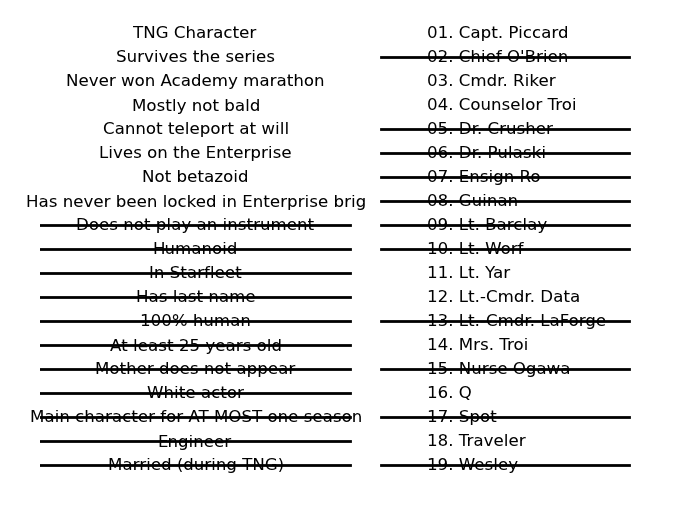 TNG Character
Survives the series
Never won Academy marathon
Mostly not bald
Cannot teleport at will
Lives on the Enterprise
Not betazoid
Has never been locked in Enterprise brig
Does not play an instrument
Humanoid
In Starfleet
Has last name
100% human
At least 25 years old
Mother does not appear
White actor
Main character for AT MOST one season
Engineer
Married (during TNG)
01. Capt. Piccard
02. Chief O'Brien
03. Cmdr. Riker
04. Counselor Troi
05. Dr. Crusher
06. Dr. Pulaski
07. Ensign Ro
08. Guinan
09. Lt. Barclay
10. Lt. Worf
11. Lt. Yar
12. Lt.-Cmdr. Data
13. Lt.-Cmdr. LaForge
14. Mrs. Troi
15. Nurse Ogawa
16. Q
17. Spot
18. Traveler
19. Wesley